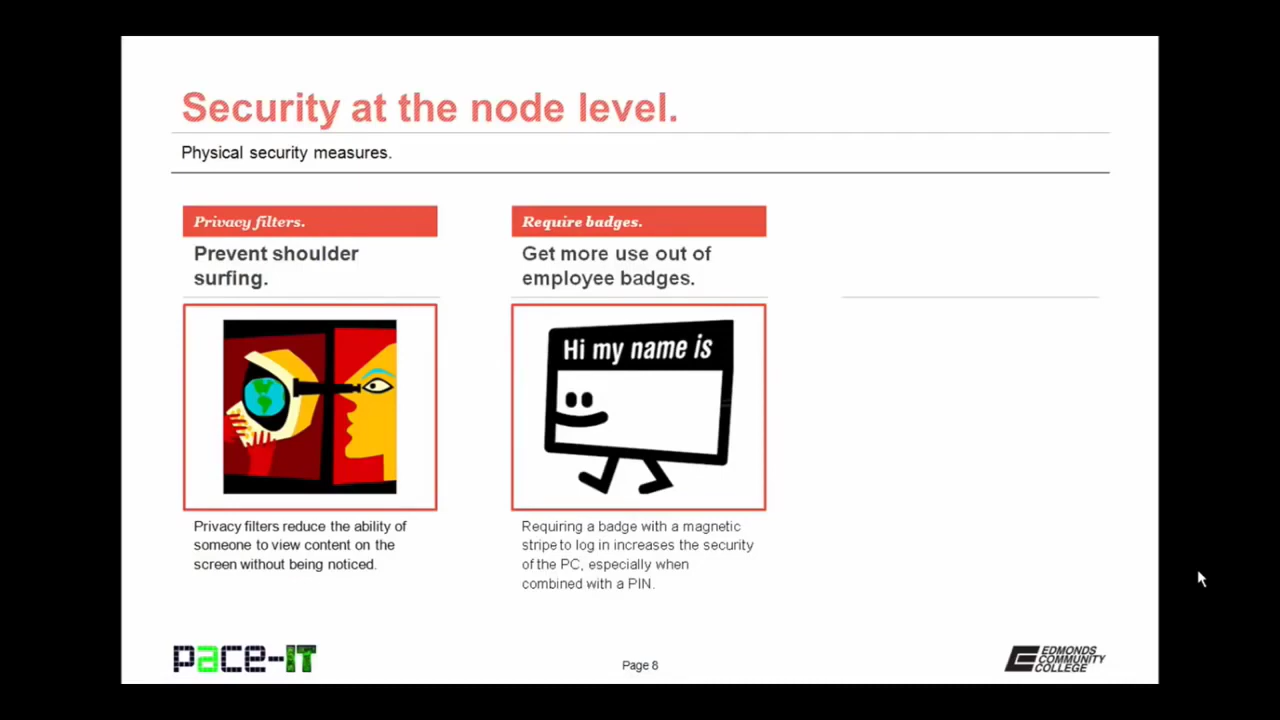 Security at the node level.
Physical security measures.
Privacy filters.
Prevent shoulder
surfing.
Privacy filters reduce the ability of
someone to view content on the
screen without being noticed.
Require badges.
Get more use out of
employee badges.
Hi my name is
Requiring a badge with a magnetic
stripe to log in increases the security
of the PC, especially when
combined with a PIN.
pace-IT
Page 8
EDMONDS
COMMUNITY
COLLEGE